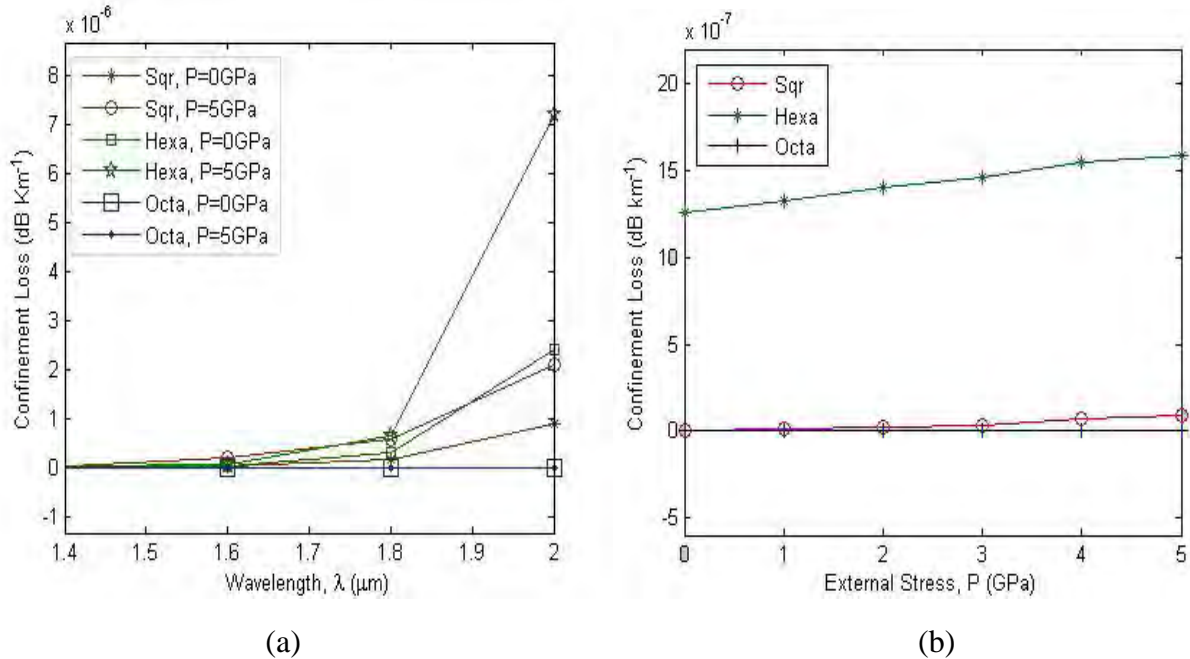 x 10-6
8
7
6
5
4
3
2
1
0
-1
Confinement Loss (dB Km-1)
Sqr, P=0GPa
Sqr, P=5GPa
Hexa, P=0GPa
Hexa, P=5GPa
Octa, P=0GPa
Octa, P=5GPa
1.4 1.5 1.6 1.7 1.8 1.9 2
Wavelength, λ (μm)
(a)
x 10-7
20
15
10
5
0
-5
Confinement Loss (dB km-1)
Sqr
Hexa
Octa
0 1 2 3 4 5
External Stress, P (GPa)
(b)